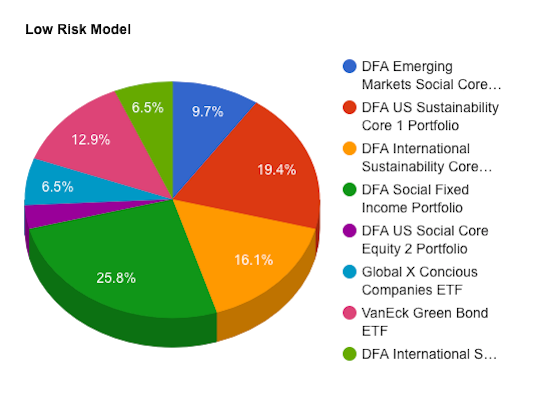 Low Risk Model
9.7%
19.4%
16.1%
25.8%
6.5%
12.9%
6.5%
DFA Emerging
Markets Social Core…
DFA US Sustainability
Core 1 Portfolio
DFA International
Sustainability Core…
DFA Social Fixed
Income Portfolio
DFA US Social Core
Equity 2 Portfolio
Global X Concious
Companies ETF
VanEck Green Bond
ETF
DFA International S…